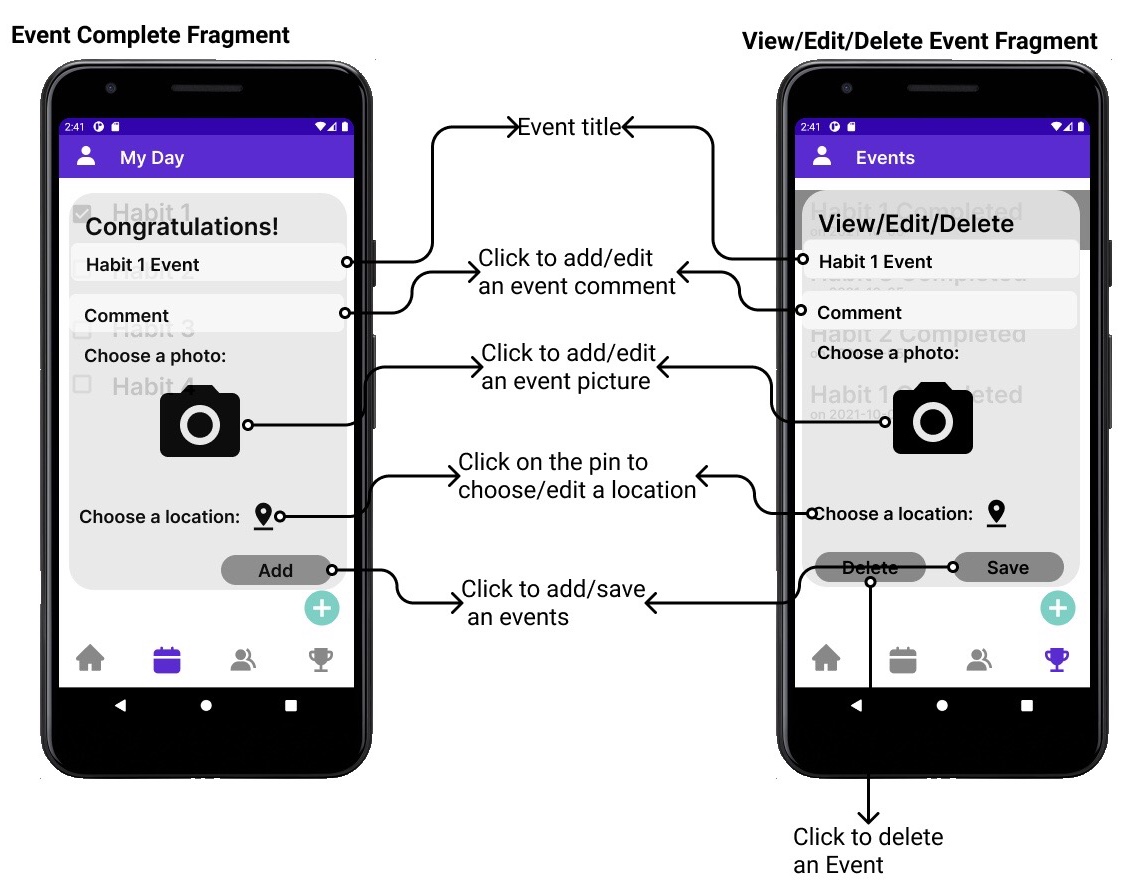 Event Complete Fragment
View/Edit/Delete Event Fragment
2:41
My Day
Habit 1
Congratulations!
Habit 1 Event
Habit 2
Comment
Habit 3
Choose a photo:
Habit 4
Choose a location:
Add
Event title
Click to add/edit
an event comment
Click to add/edit
an event picture
Click on the pin to
choose/edit a location
Click to add/save
an events
2:41
Events
Habit 1 Completed
View/Edit/Delete
Habit 1 Event
Completed
Comment
Habit 2 Completed
Choose a photo:
Habit 1 Completed
on 2021-10-
Choose a location:
Delete
Save
Click to delete
an Event